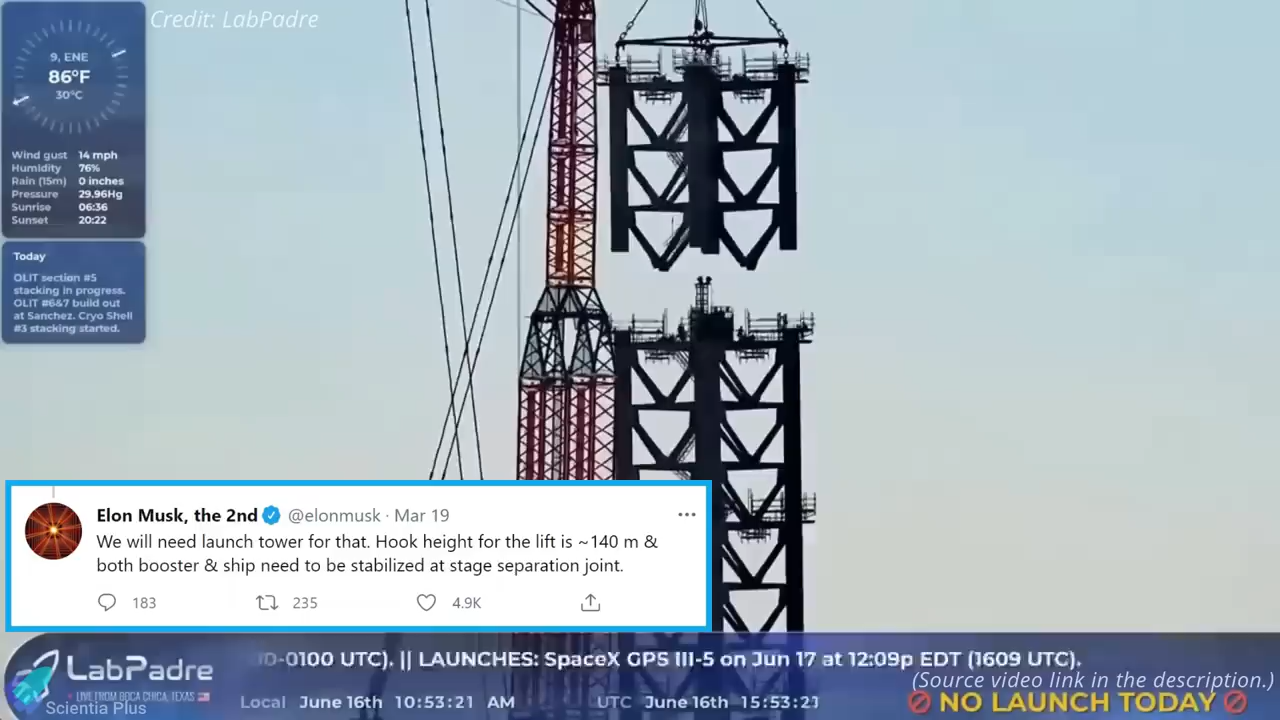 Credit: LabPadre
9, ENE
86°F
30°C
Wind gust 14 mph
Humidity 76%
Rain (15m) 0 inches
Pressure 29.96Hg
Sunrise 06:36
Sunset 20:22
Today
OLIT section #5
stacking in progress.
OLIT #6&7 build out
at Sanchez. Cryo Shell
#3 stacking started.
Elon Musk, the 2nd @elonmusk · Mar 19
We will need launch tower for that. Hook height for the lift is ~140 m &
both booster & ship need to be stabilized at stage separation joint.
183 235 4.9K
-0100 UTC). || LAUNCHES: SpaceX GPS III-5 on Jun 17 at 12:09p EDT (1609 UTC).
(Source video link in the description.)
LabPadre
LIVE FROM BOCA CHICA, TEXAS
Scientia Plus
Local June 16th 10:53:21 AM UTC June 16th 15:53:21
NO LAUNCH TODAY